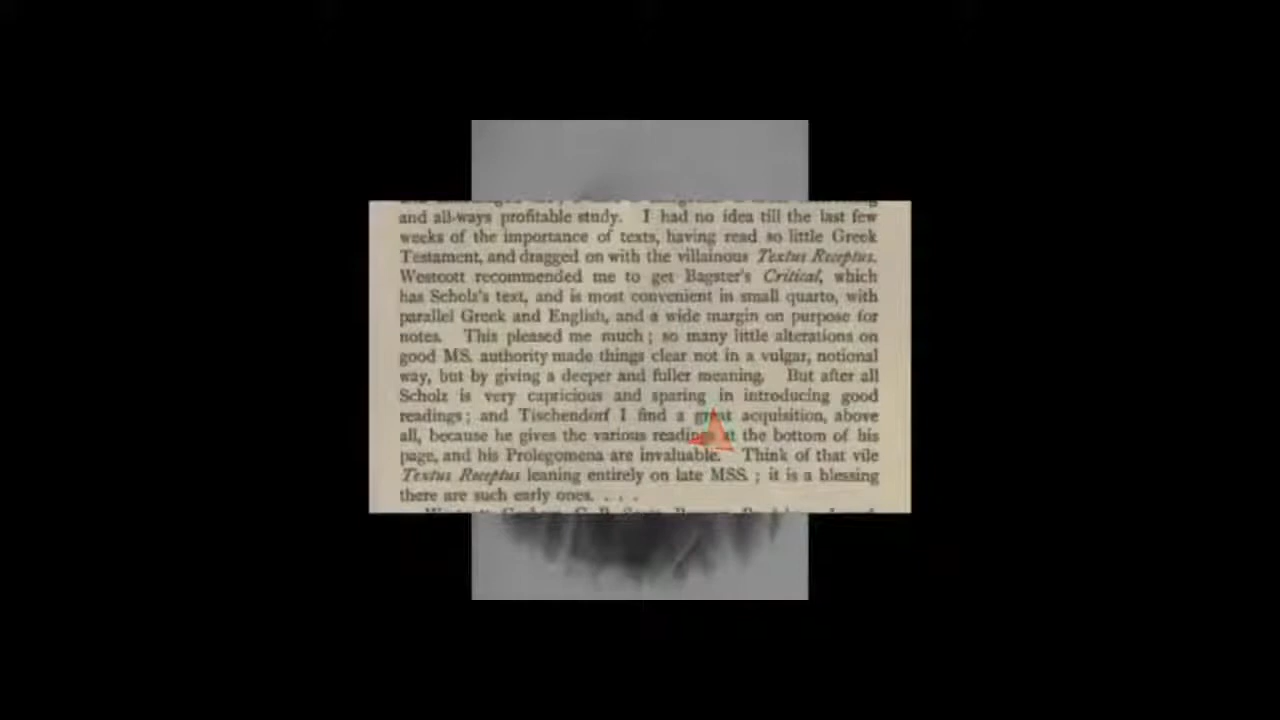 and all-ways profitable study. I had no idea till the last few
weeks of the importance of texts, having read so little Greek
Testament, and dragged on with the villainous Textus Receptus.
Westcott recommended me to get Bagster's Critical, which
has Scholz's text, and is most convenient in small quarto, with
parallel Greek and English, and a wide margin on purpose for
notes. This pleased me much; so many little alterations on
good MS. authority made things clear not in a vulgar, notional
way, but by giving a deeper and fuller meaning. But after all
Scholz is very capricious and sparing in introducing good
readings; and Tischendorf I find a great acquisition, above
all, because he gives the various readings at the bottom of his
page, and his Prolegomena are invaluable. Think of that vile
Textus Receptus leaning entirely on late MSS.; it is a blessing
there are such early ones. . . .